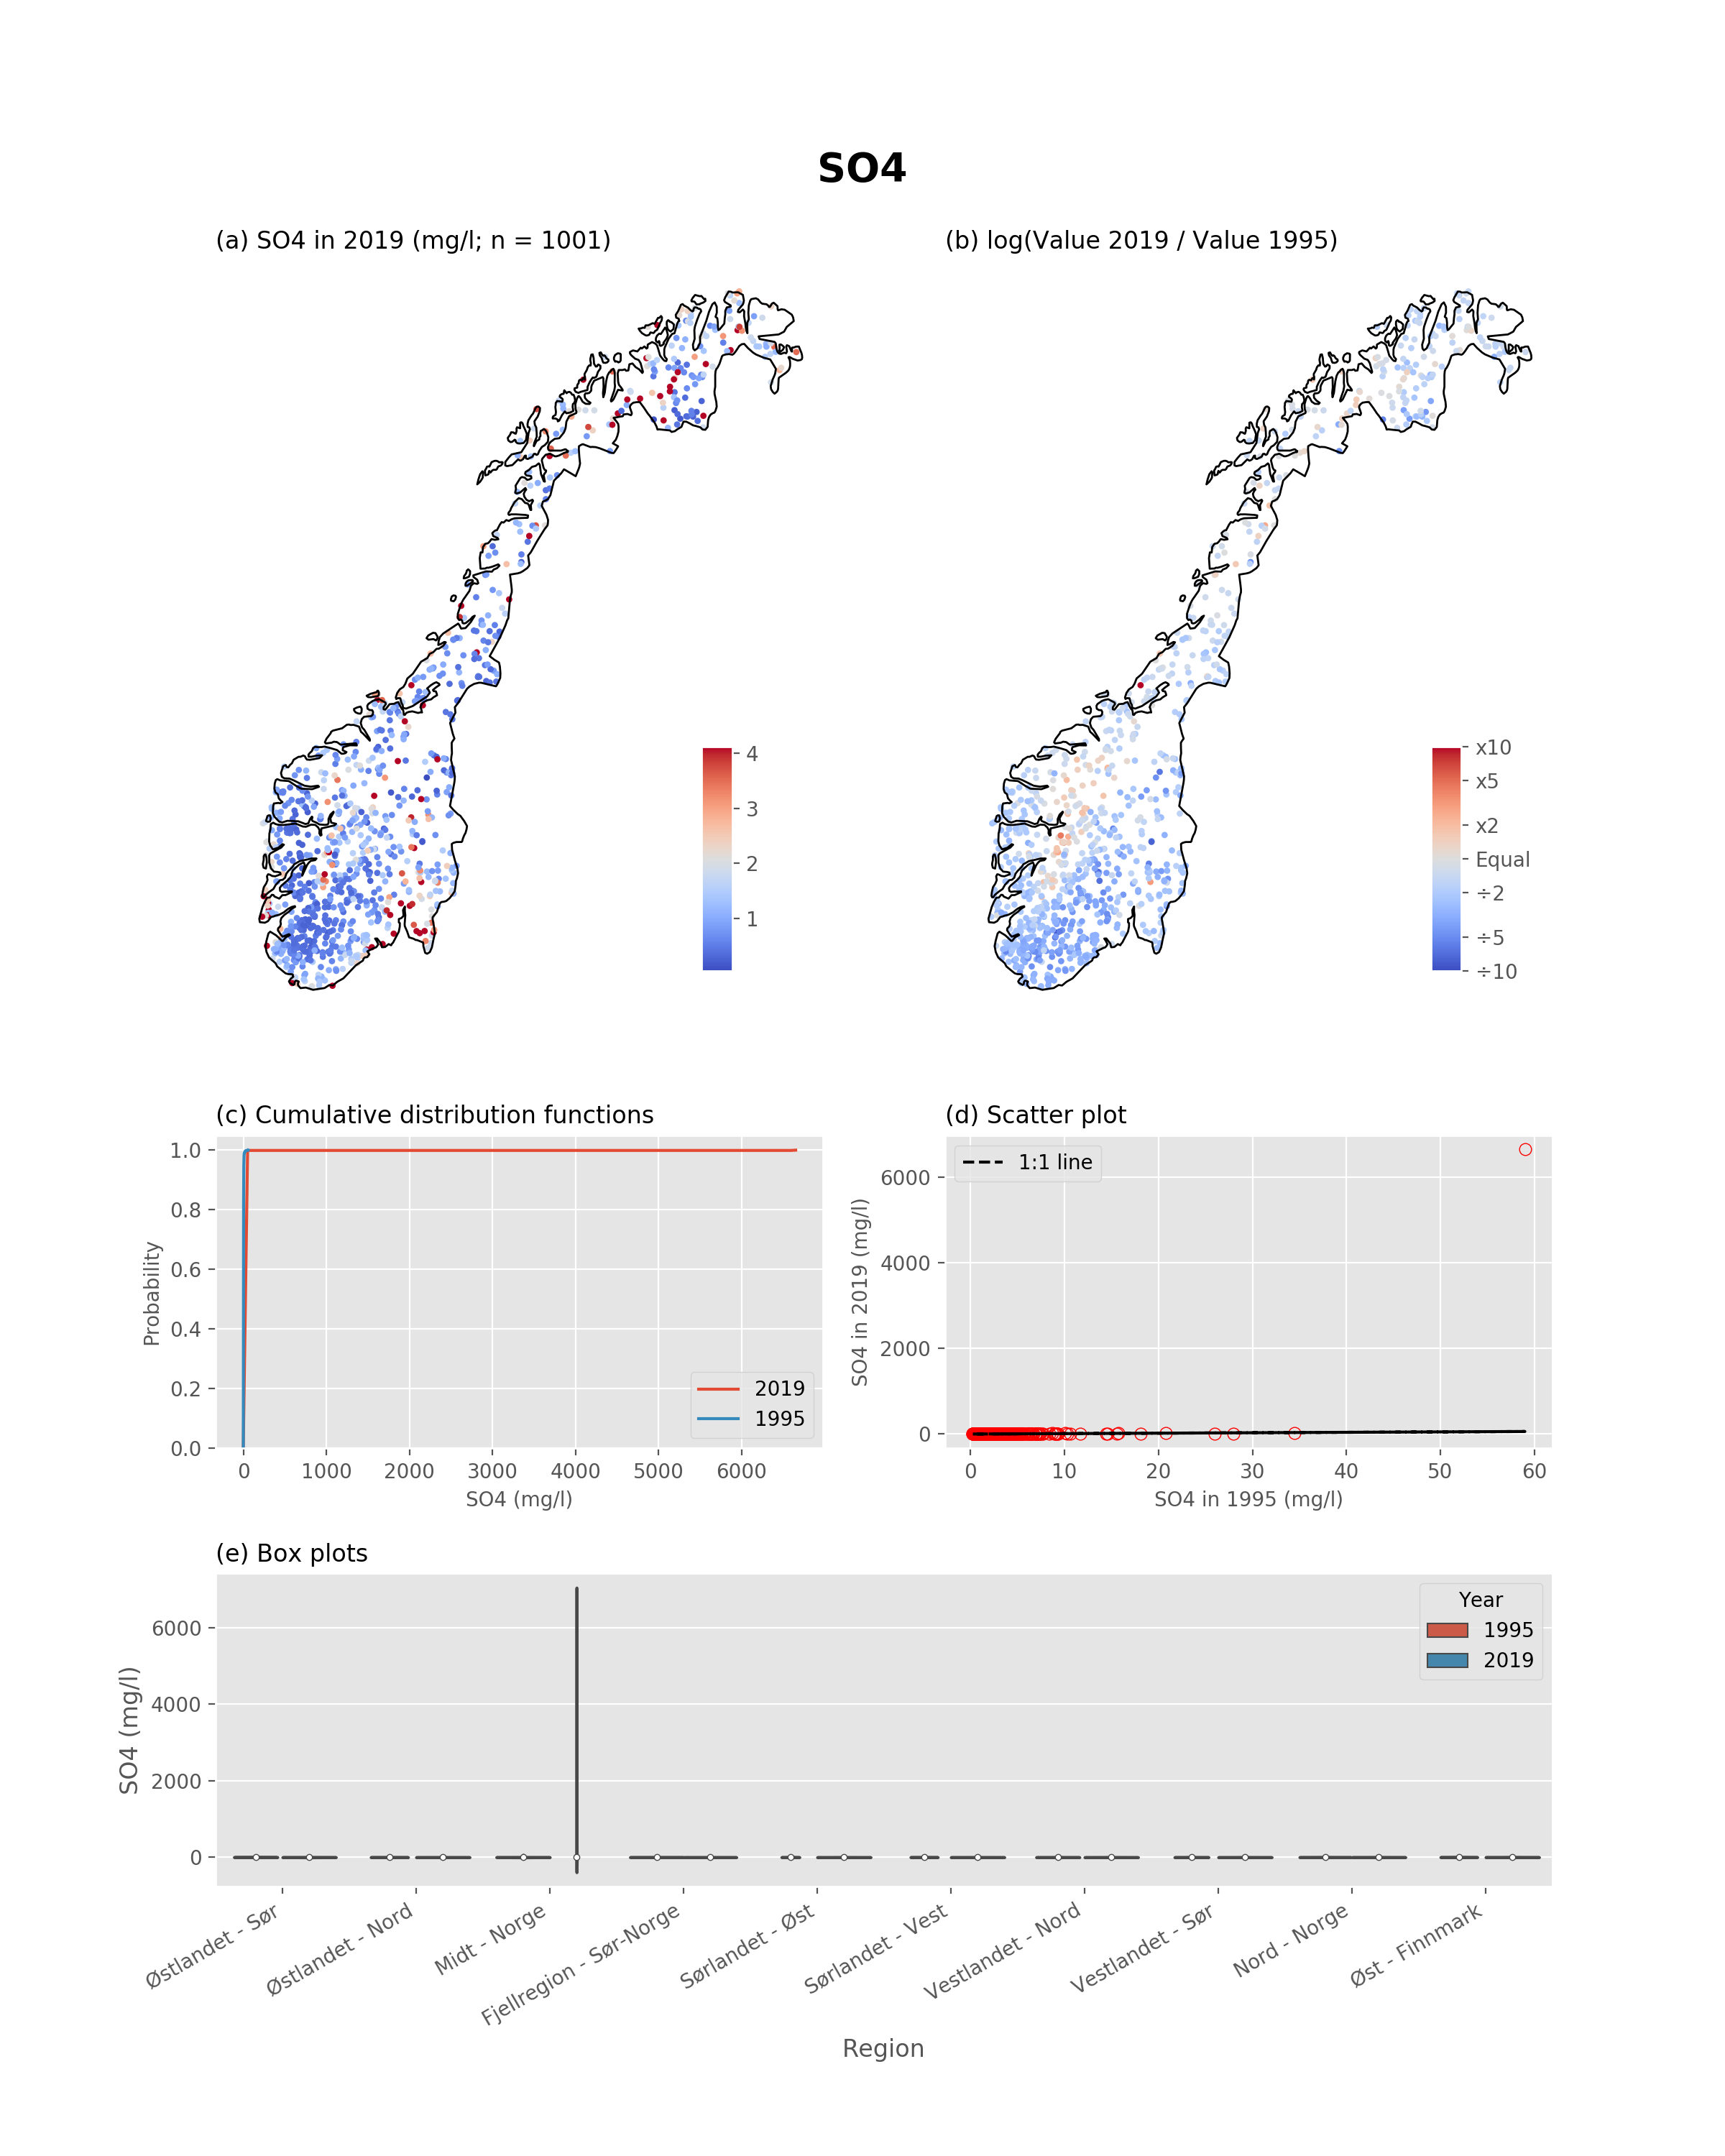 SO4
(a) SO4 in 2019 (mg/l; n = 1001)
(b) log(Value 2019 / Value 1995)
4
3
2
1
x10
x5
x2
Equal
÷2
÷5
÷10
(c) Cumulative distribution functions
1.0
0.8
0.6
0.4
0.2
0.0
Probability
2019
1995
0 1000 2000 3000 4000 5000 6000
SO4 (mg/l)
(d) Scatter plot
1:1 line
6000
4000
2000
0
SO4 in 2019 (mg/l)
0 10 20 30 40 50 60
SO4 in 1995 (mg/l)
(e) Box plots
6000
4000
2000
0
SO4 (mg/l)
Year
1995
2019
Østlandet - Sør
Østlandet - Nord
Midt - Norge
Fjellregion - Sør-Norge
Sørlandet - Øst
Sørlandet - Vest
Vestlandet - Nord
Vestlandet - Sør
Nord - Norge
Øst - Finnmark
Region